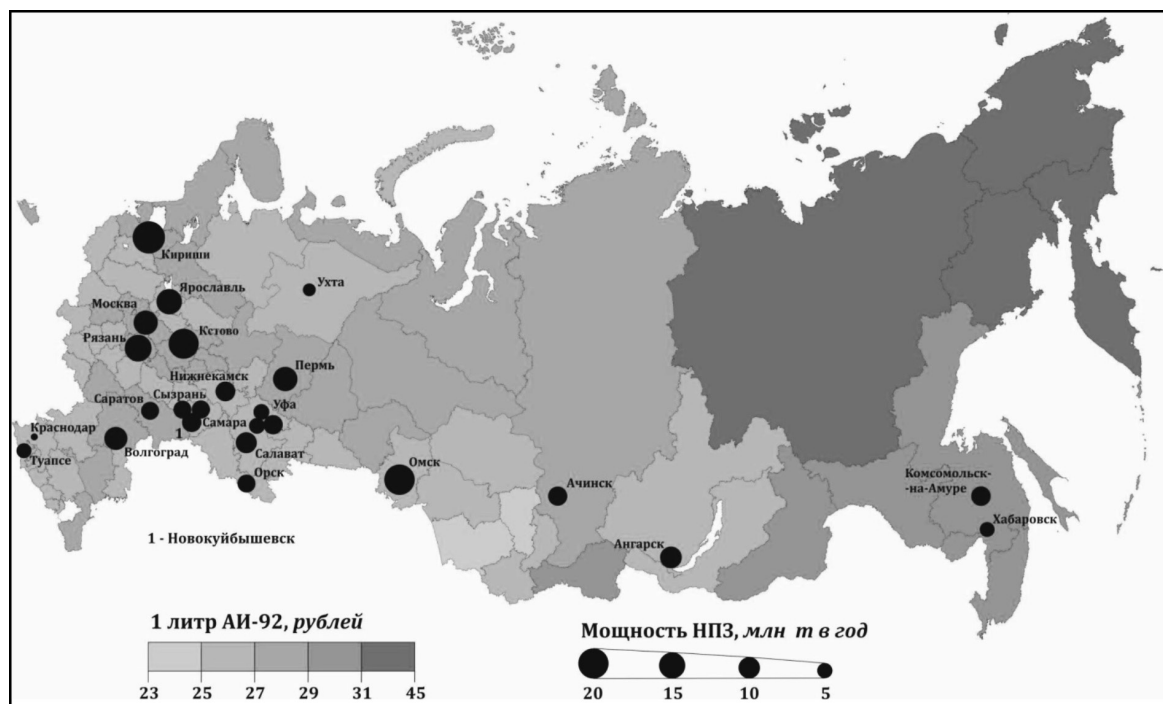 Кириши
Ухта
Ярославль
Москва
Кстово
Рязань
Пермь
Нижнекамск
Саратов
Сызрань
Уфа
Краснодар
Самара
1
Туапсе
Волгоград
Салават
Орск
Омск
Ачинск
Комсомольск-
-на-Амуре
Хабаровск
Ангарск
1 - Новокуйбышевск
1 литр АИ-92, рублей
23 25 27 29 31 45
Мощность НПЗ, млн т в год
20 15 10 5